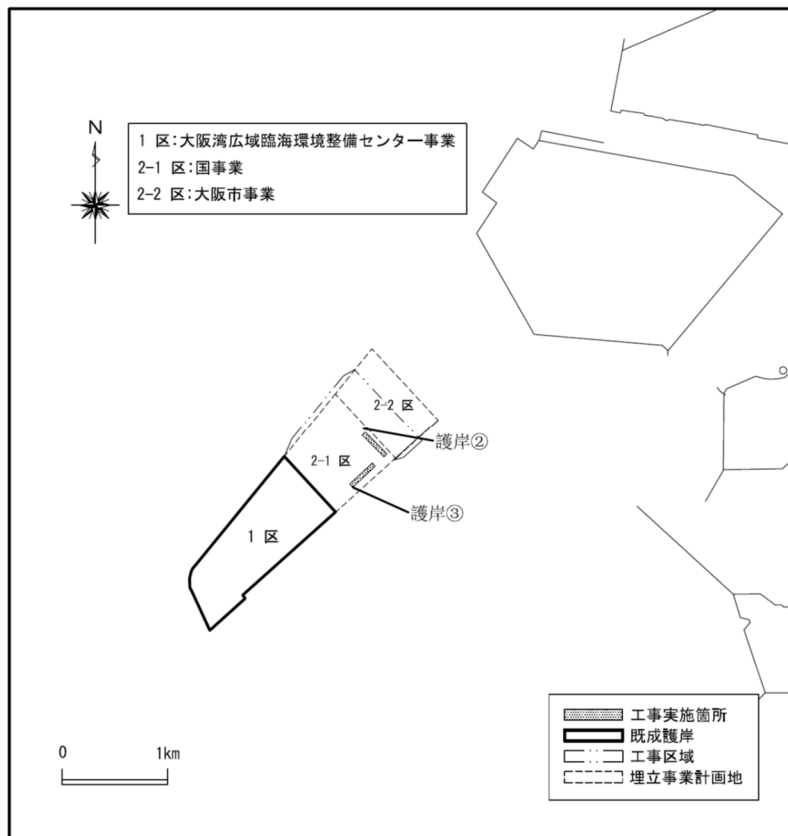 N
1 区:大阪湾広域臨海環境整備センター事業
2-1 区:国事業
2-2 区:大阪市事業
2-2 区
護岸②
2-1 区
護岸③
1 区
工事実施箇所
既成護岸
工事区域
埋立事業計画地
0 1km